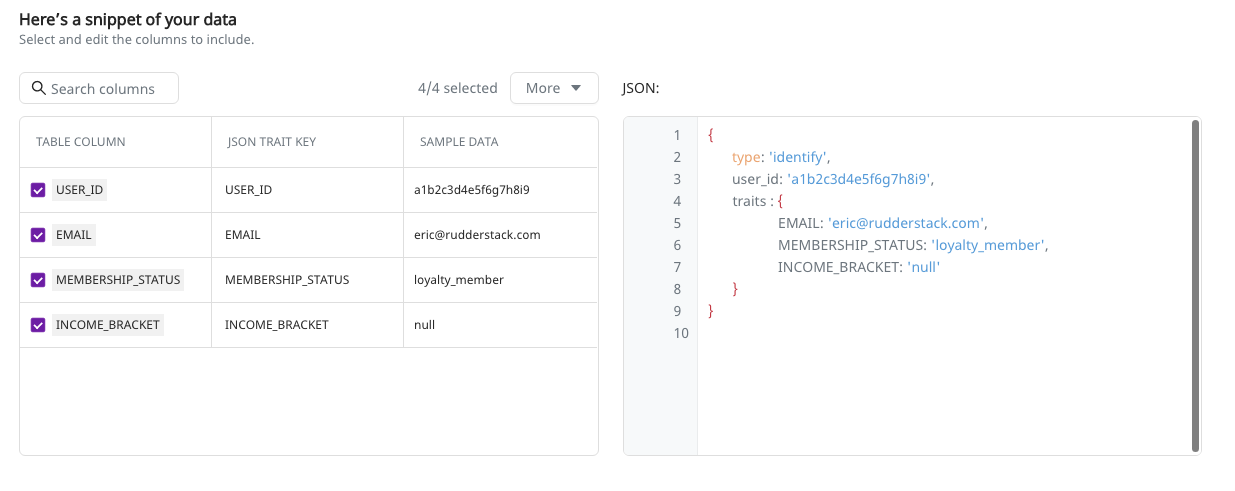 Here's a snippet of your data
Select and edit the columns to include.
Search columns
4/4 selected
More
JSON:
TABLE COLUMN JSON TRAIT KEY SAMPLE DATA
USER_ID USER_ID a1b2c3d4e5f6g7h8i9
EMAIL EMAIL eric@rudderstack.com
MEMBERSHIP_STATUS MEMBERSHIP_STATUS loyalty_member
INCOME_BRACKET INCOME_BRACKET null
1 {
2 type: 'identify',
3 user_id: 'a1b2c3d4e5f6g7h8i9',
4 traits : {
5 EMAIL: 'eric@rudderstack.com',
6 MEMBERSHIP_STATUS: 'loyalty_member',
7 INCOME_BRACKET: 'null'
8 }
9 }
10